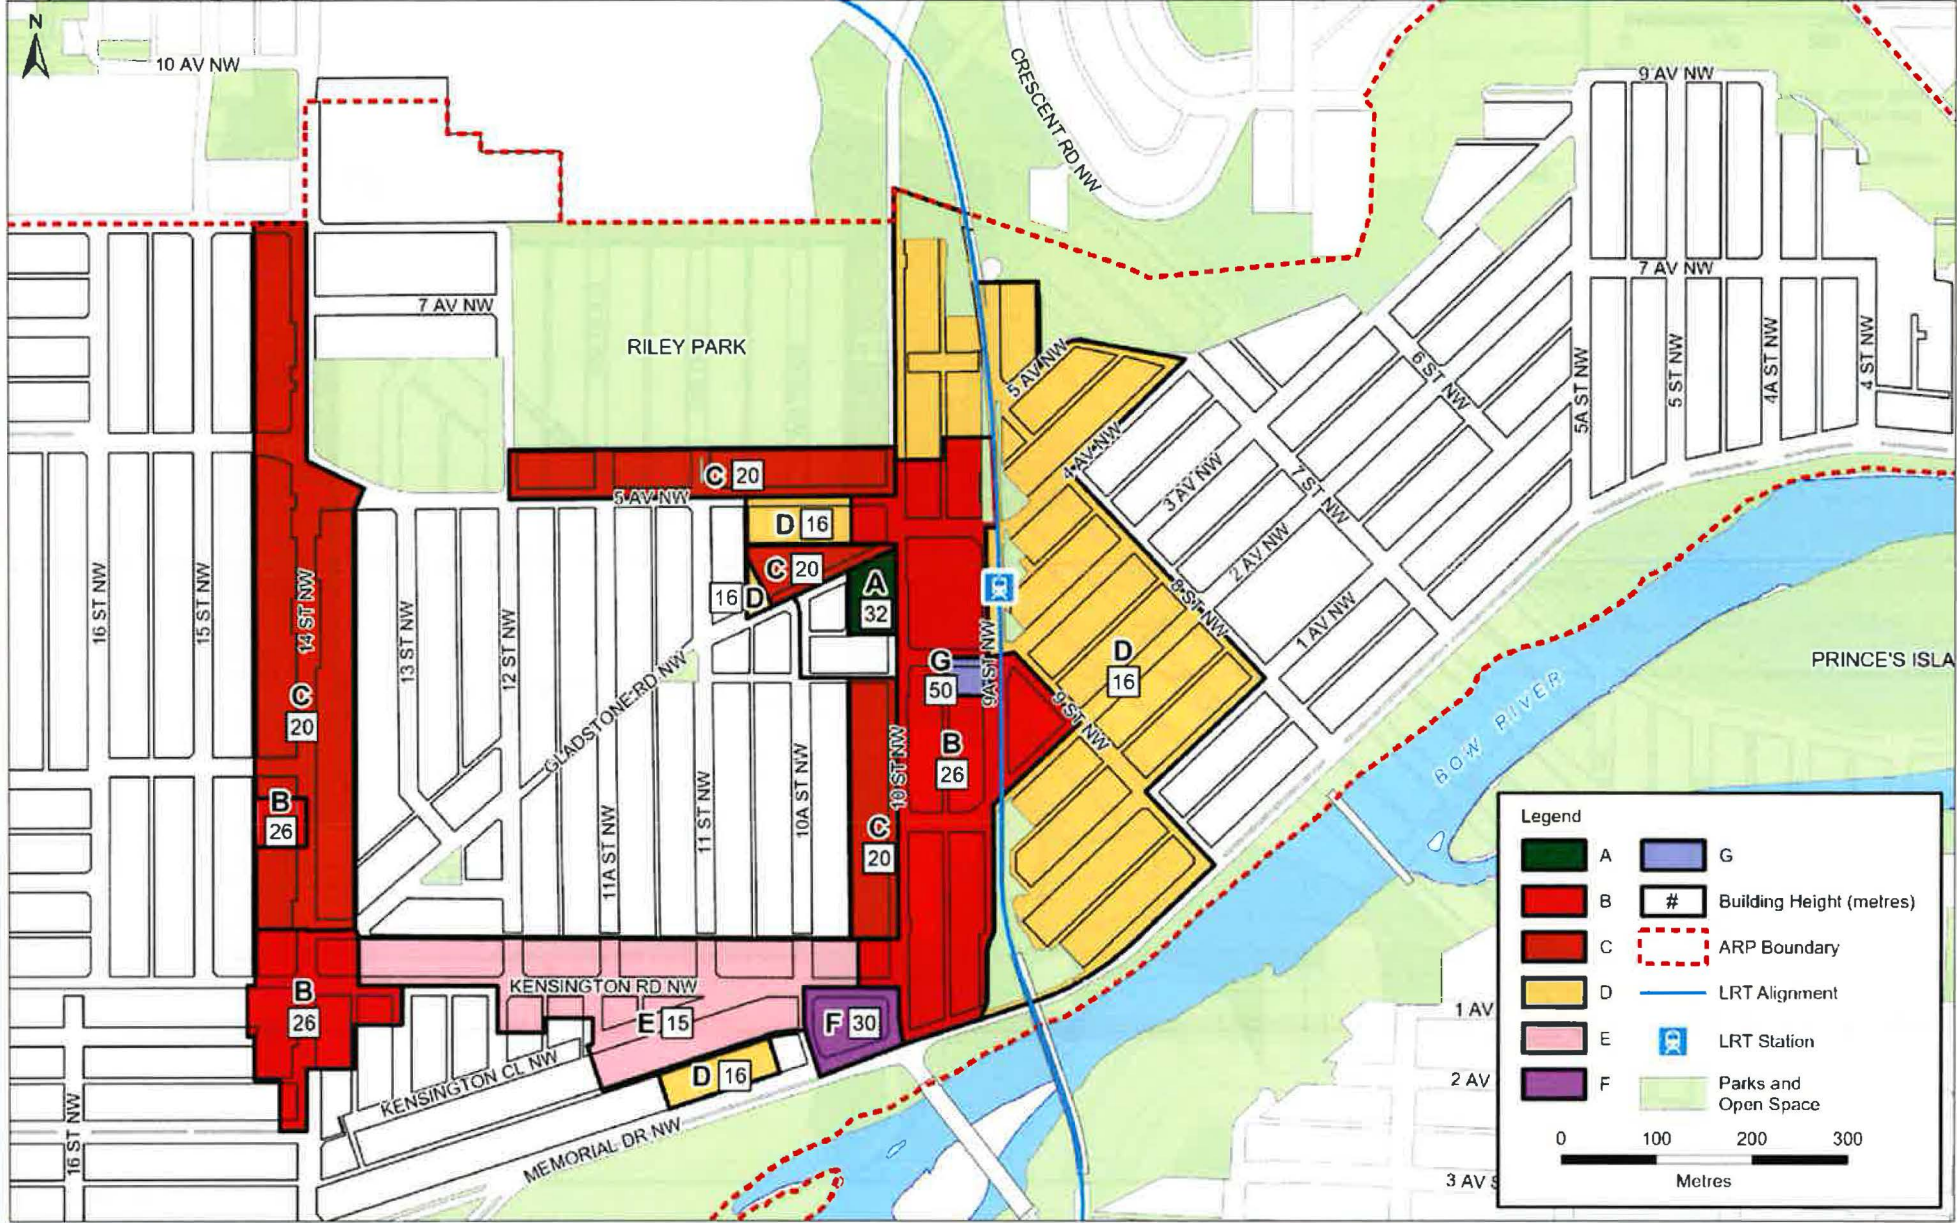 N
10 AV NW
CRESCENT RD NW
9 AV NW
7 AV NW
7 AV NW
RILEY PARK
5 AV NW
6 ST NW
5A ST NW
5 ST NW
4A ST NW
4 ST NW
4 AV NW
3 AV NW
7 ST NW
2 AV NW
8 ST NW
1 AV NW
C 20
5 AV NW
D 16
C 20
A
32
16 D
16 ST NW
15 ST NW
14 ST NW
13 ST NW
12 ST NW
GLADSTONE RD NW
C
20
G
50
9A ST NW
9 ST NW
D
16
PRINCE'S ISLA
BOW RIVER
B
26
10 ST NW
B
26
11A ST NW
11 ST NW
10A ST NW
C
20
B
26
KENSINGTON RD NW
E 15
F 30
D 16
KENSINGTON CL NW
MEMORIAL DR NW
16 ST NW
1 AV
2 AV
3 AV S
Legend
A
G
B
# Building Height (metres)
C
ARP Boundary
D
LRT Alignment
E
LRT Station
F
Parks and
Open Space
0 100 200 300
Metres